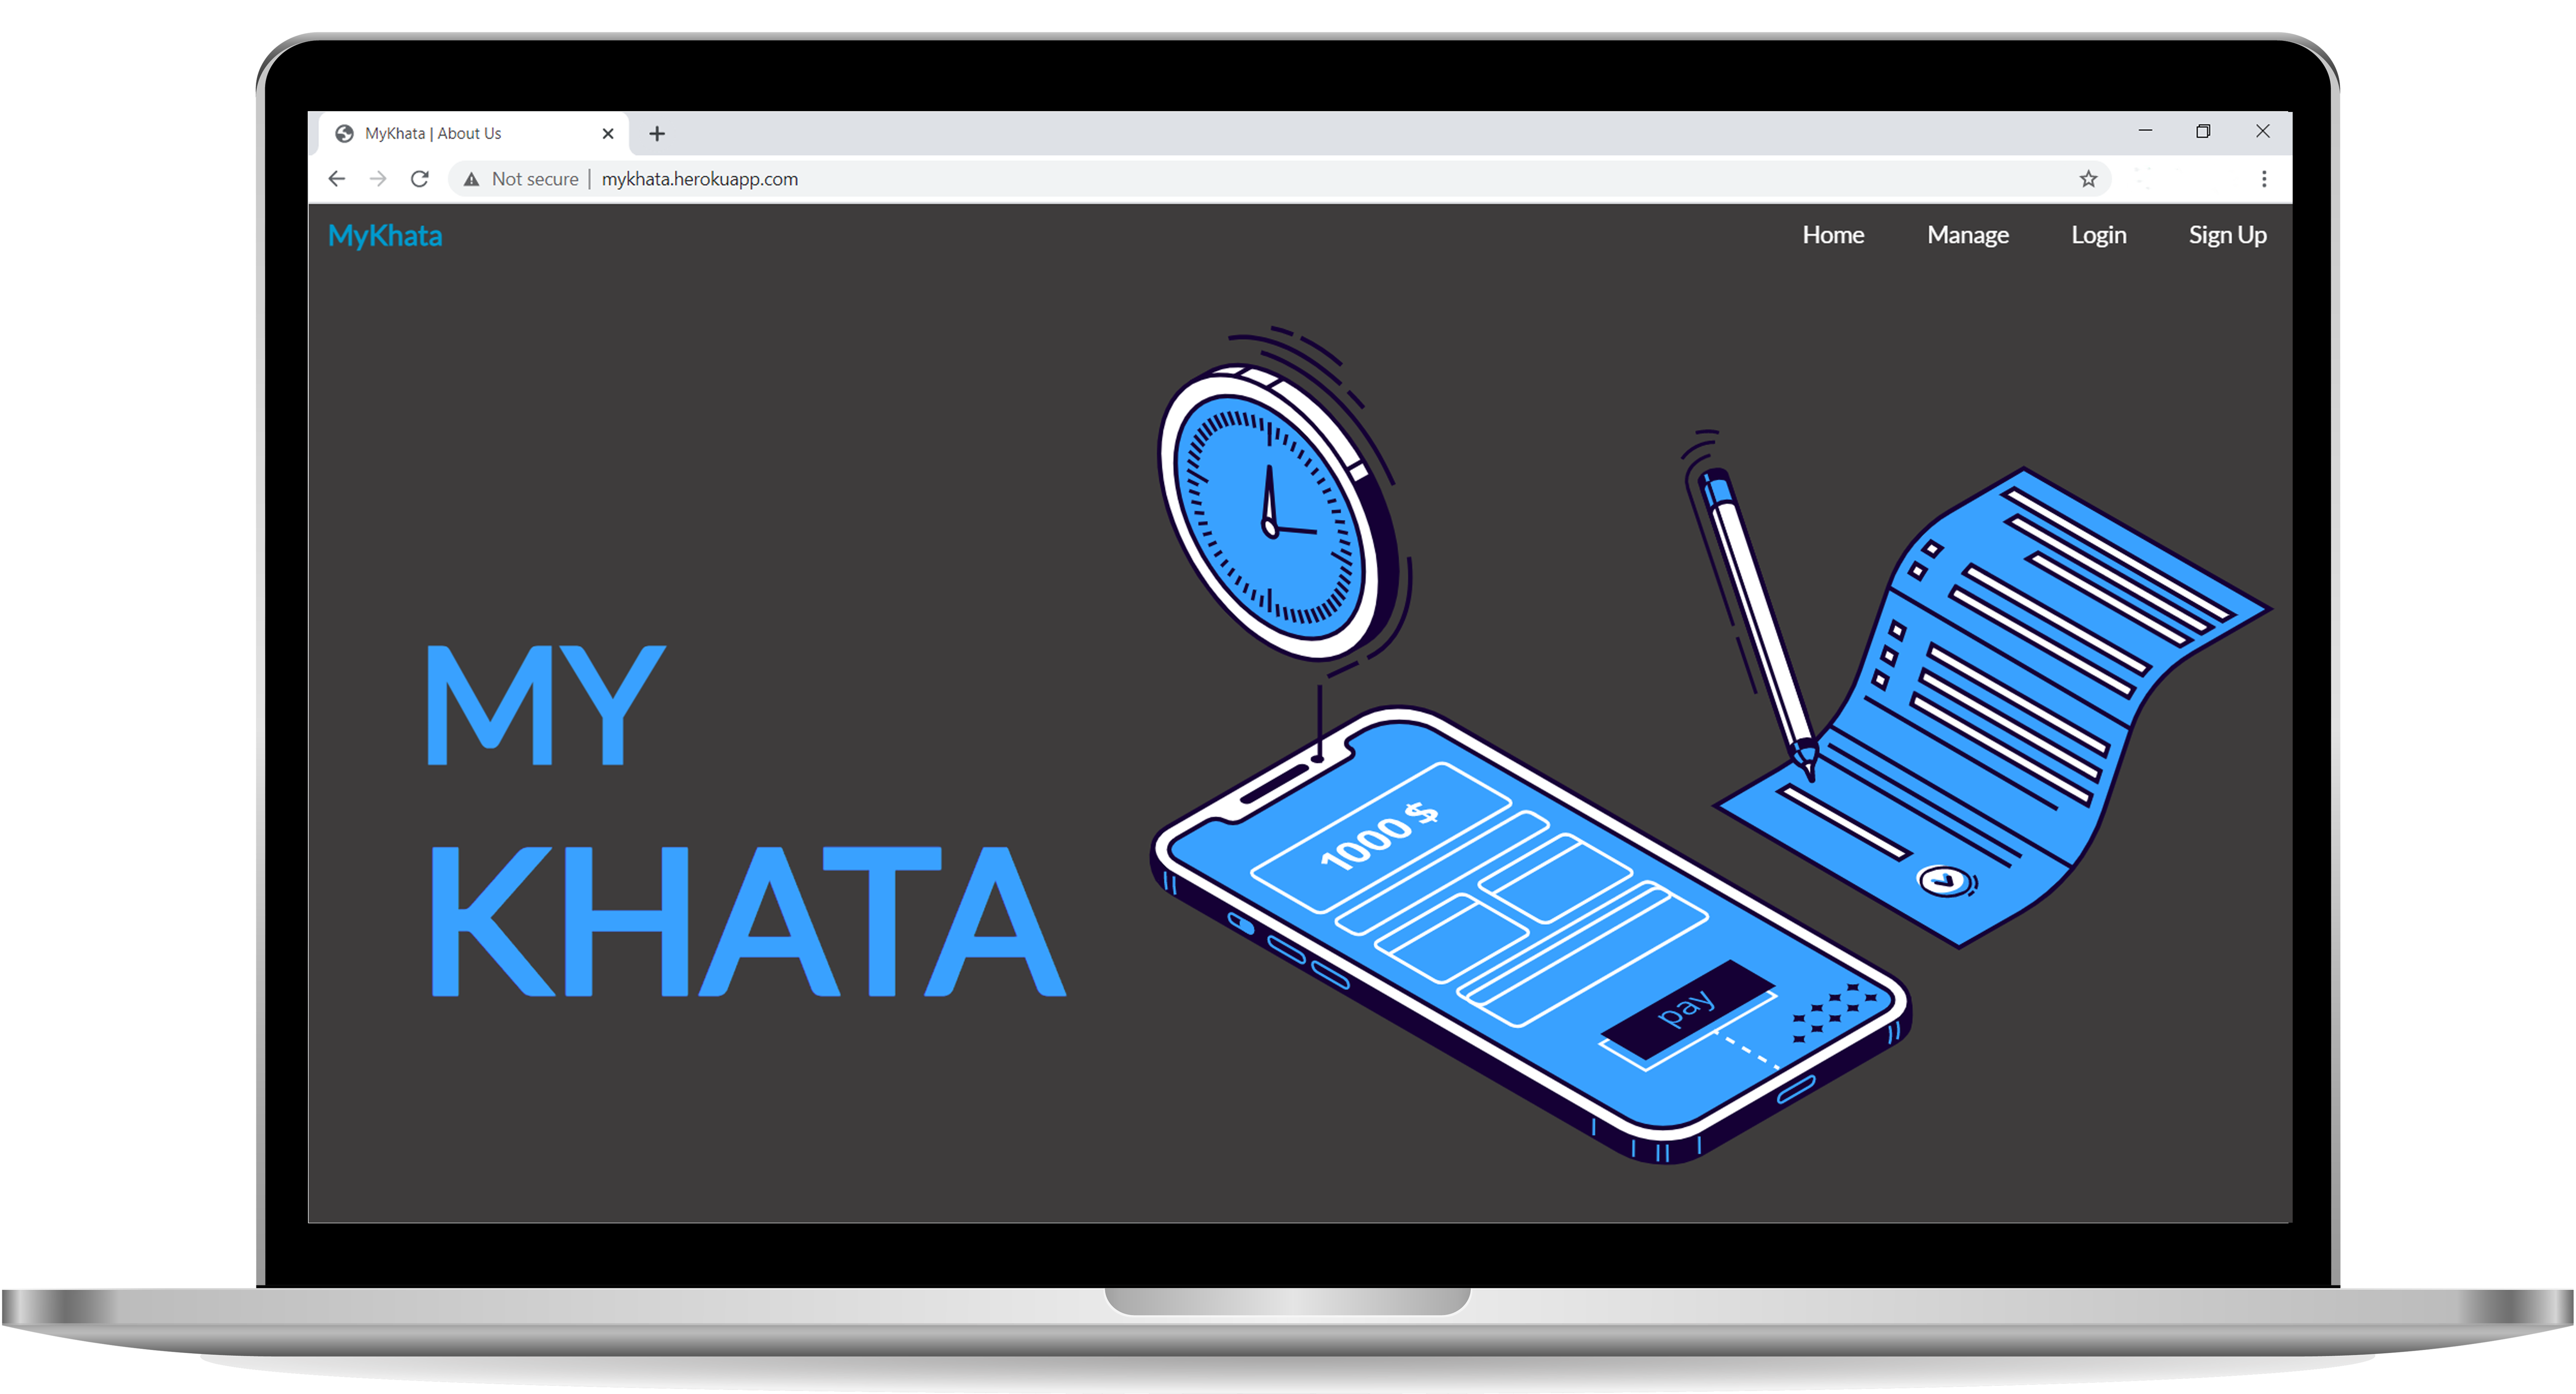 MyKhata | About Us
Not secure | mykhata.herokuapp.com
MyKhata Home Manage Login Sign Up
MY
KHATA
1000 $
pay